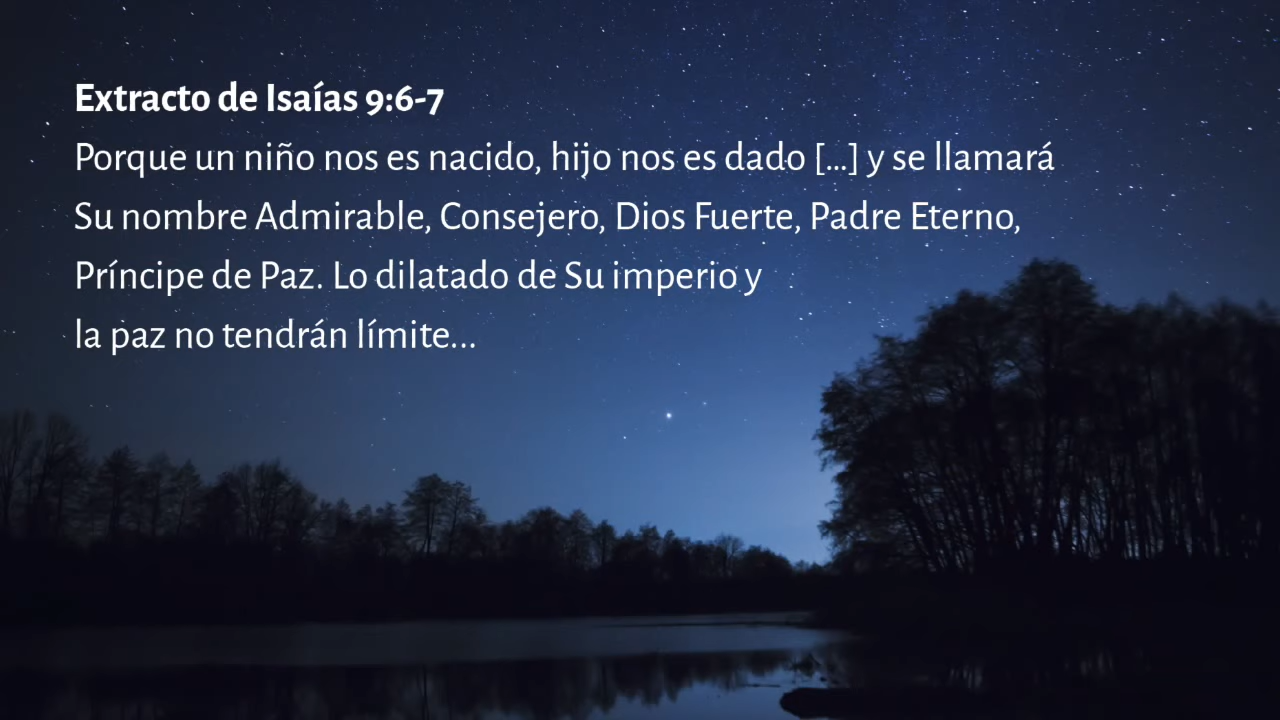 Extracto de Isaías 9:6-7
Porque un niño nos es nacido, hijo nos es dado [...] y se llamará
Su nombre Admirable, Consejero, Dios Fuerte, Padre Eterno,
Príncipe de Paz. Lo dilatado de Su imperio y
la paz no tendrán límite...